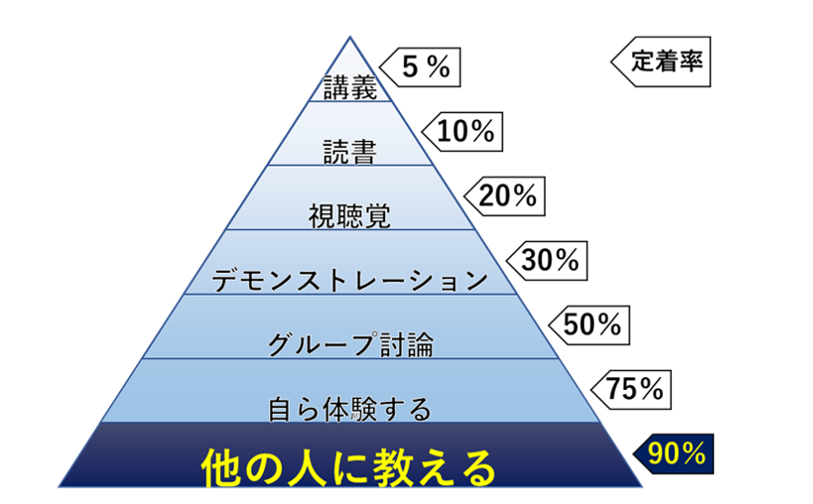 5%
定着率
講義
10%
読書
20%
視聴覚
30%
デモンストレーション
50%
グループ討論
75%
自ら体験する
90%
他の人に教える